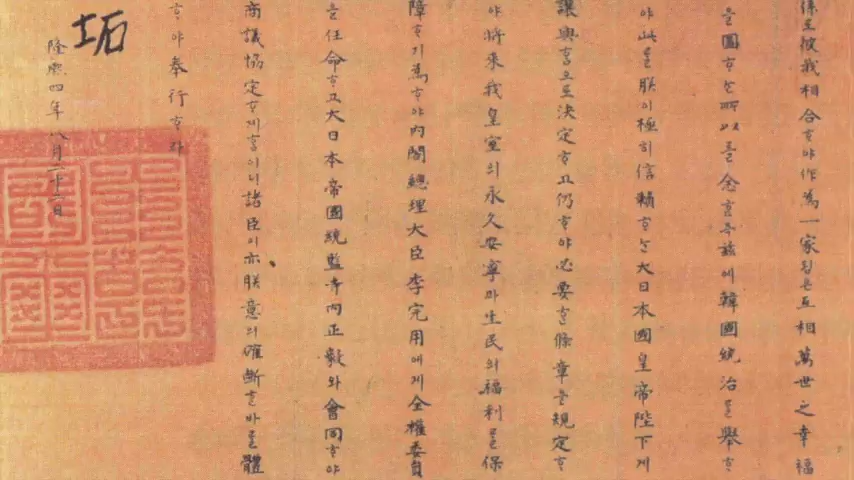 係로彼我相合ᄒᆞ야作爲一家ᄒᆞᆷ은互相萬世之幸福
을圖ᄒᆞᄂᆞᆫ所以를念ᄒᆞᆫ즉玆에韓國統治를擧ᄒᆞ
야此를朕이極히信賴ᄒᆞᄂᆞᆫ大日本國皇帝陛下게
讓與ᄒᆞᆷ으로決定ᄒᆞ고仍ᄒᆞ야必要ᄒᆞᆫ條章을規定ᄒᆞ
야將來我皇室의永久安寧과生民의福利를保
障ᄒᆞ기爲ᄒᆞ야內閣總理大臣李完用에게全權委員
을任命ᄒᆞ고大日本帝國統監寺內正毅와會同ᄒᆞ야
商議協定ᄒᆞ게ᄒᆞᆷ이니諸臣이亦朕意의確斷ᄒᆞᆫ바를體
ᄒᆞ야奉行ᄒᆞ라
坧
隆熙四年八月二十二日